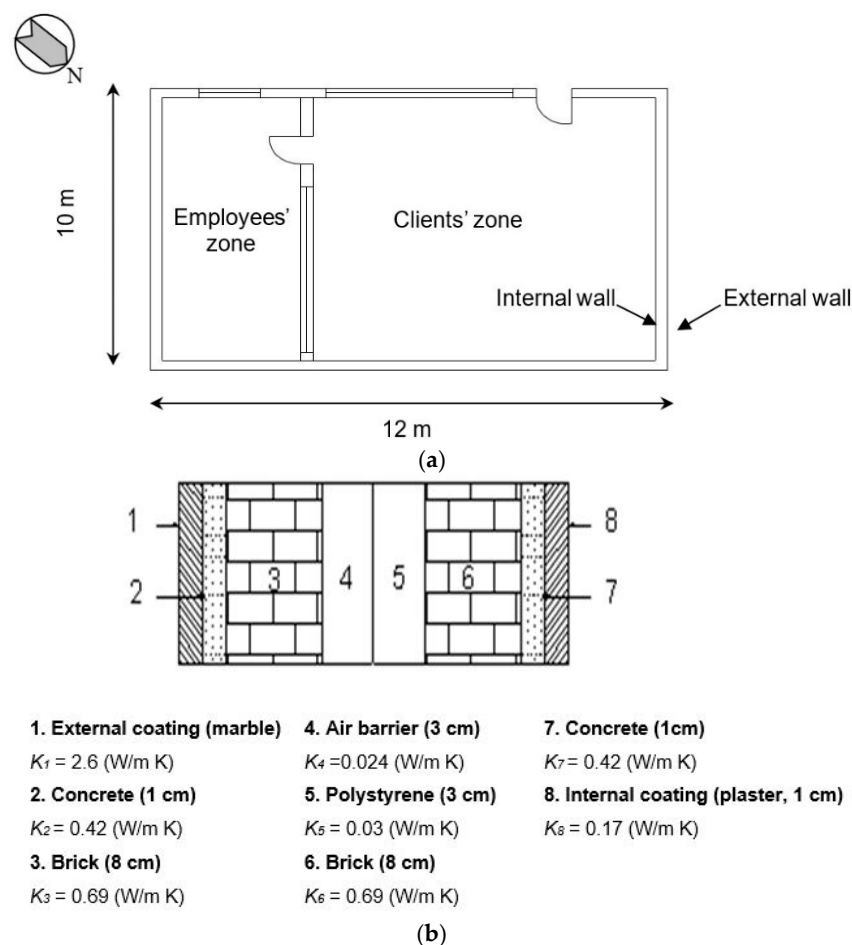 N
10 m
Employees'
zone
Clients' zone
Internal wall
External wall
12 m
(a)
1
2
3
4
5
6
7
8
1. External coating (marble)
K1 = 2.6 (W/m K)
2. Concrete (1 cm)
K2 = 0.42 (W/m K)
3. Brick (8 cm)
K3 = 0.69 (W/m K)
4. Air barrier (3 cm)
K4 =0.024 (W/m K)
5. Polystyrene (3 cm)
K5 = 0.03 (W/m K)
6. Brick (8 cm)
K6 = 0.69 (W/m K)
7. Concrete (1cm)
K7 = 0.42 (W/m K)
8. Internal coating (plaster, 1 cm)
K8 = 0.17 (W/m K)
(b)